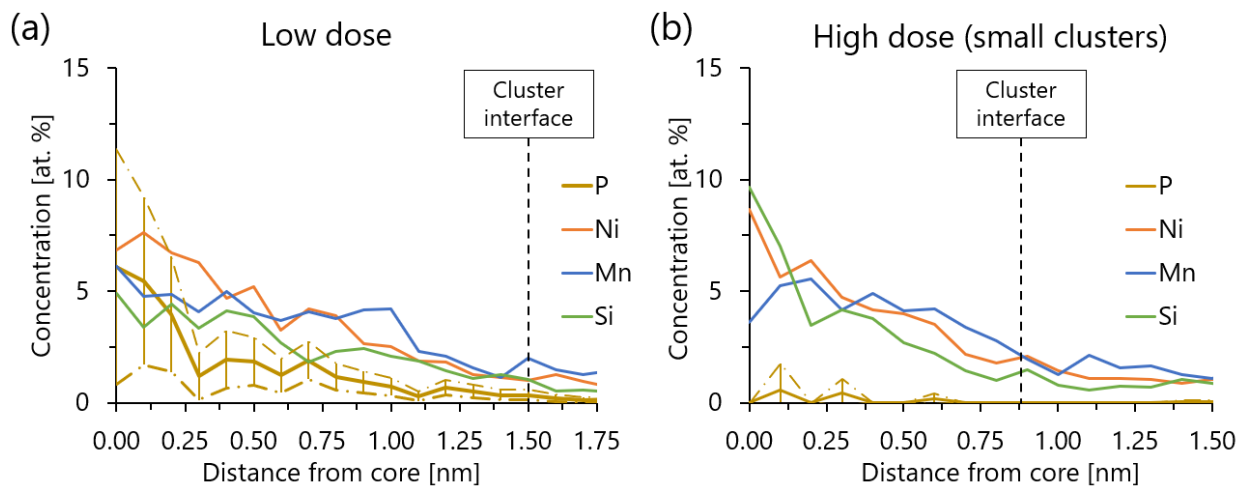 (a)
Low dose
15
10
5
0
Concentration [at. %]
Cluster
interface
P
Ni
Mn
Si
0.00 0.25 0.50 0.75 1.00 1.25 1.50 1.75
Distance from core [nm]
(b)
High dose (small clusters)
15
10
5
0
Concentration [at. %]
Cluster
interface
P
Ni
Mn
Si
0.00 0.25 0.50 0.75 1.00 1.25 1.50
Distance from core [nm]